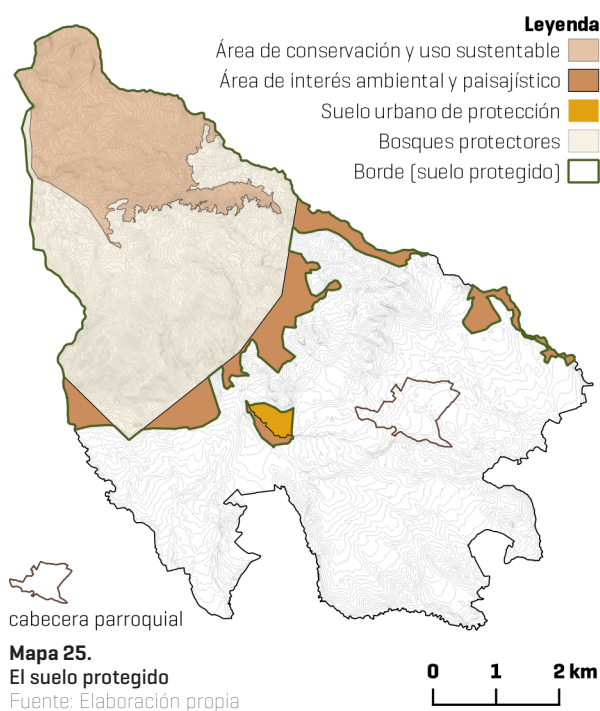 Leyenda
Área de conservación y uso sustentable
Área de interés ambiental y paisajístico
Suelo urbano de protección
Bosques protectores
Borde (suelo protegido)
cabecera parroquial
Mapa 25.
El suelo protegido
Fuente: Elaboración propia
0 1 2 km